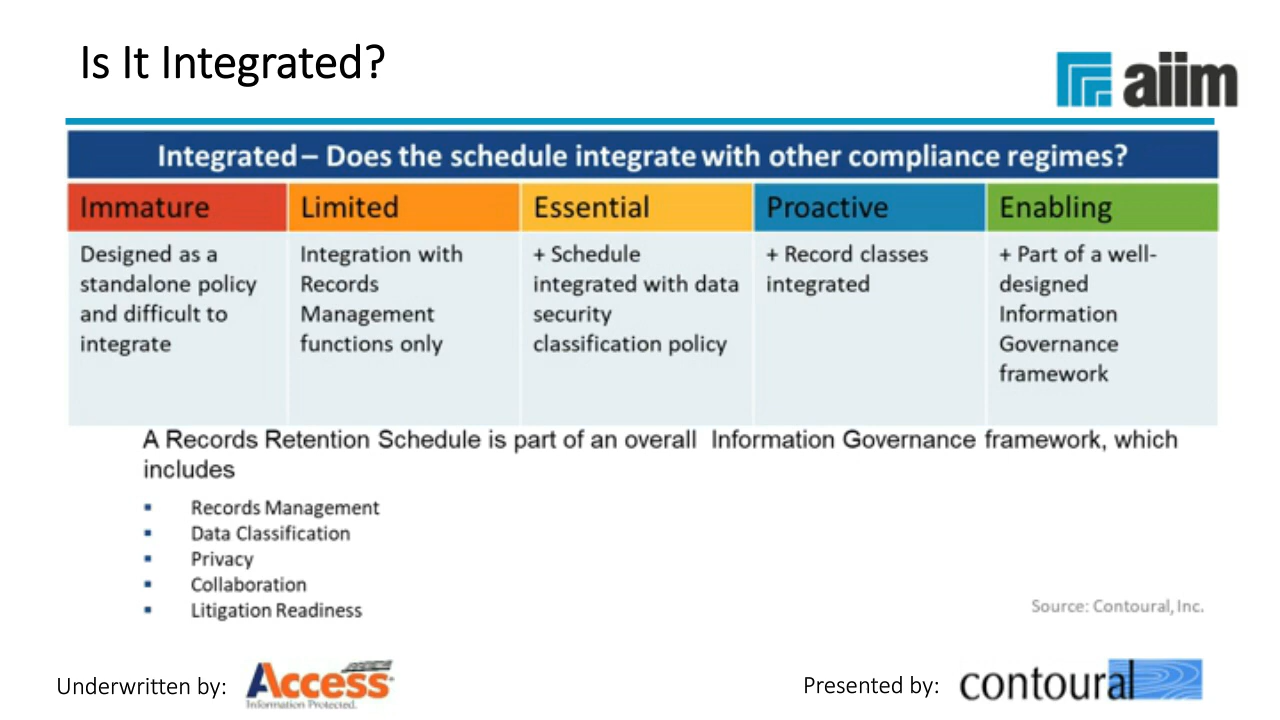 Is It Integrated?
aiim
Integrated – Does the schedule integrate with other compliance regimes?
Immature
Limited
Essential
Proactive
Enabling
Designed as a
standalone policy
and difficult to
integrate
Integration with
Records
Management
functions only
+ Schedule
integrated with data
security
classification policy
+ Record classes
integrated
+ Part of a well-
designed
Information
Governance
framework
A Records Retention Schedule is part of an overall Information Governance framework, which
includes
▪ Records Management
▪ Data Classification
▪ Privacy
▪ Collaboration
▪ Litigation Readiness
Source: Contoural, Inc.
Underwritten by:
Access
Information Protected.
Presented by:
contoural